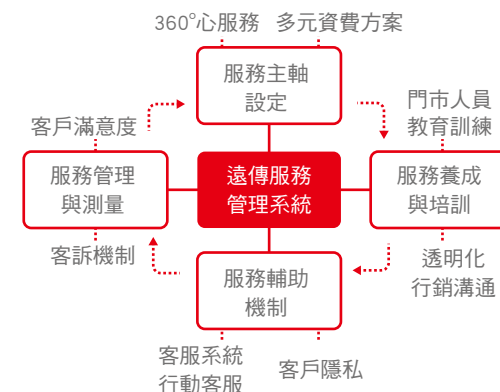 360°心服務 多元資費方案
服務主軸
設定
客戶滿意度
門市人員
教育訓練
服務管理
與測量
遠傳服務
管理系統
服務養成
與培訓
客訴機制
透明化
行銷溝通
服務輔助
機制
客服系統
行動客服
客戶隱私